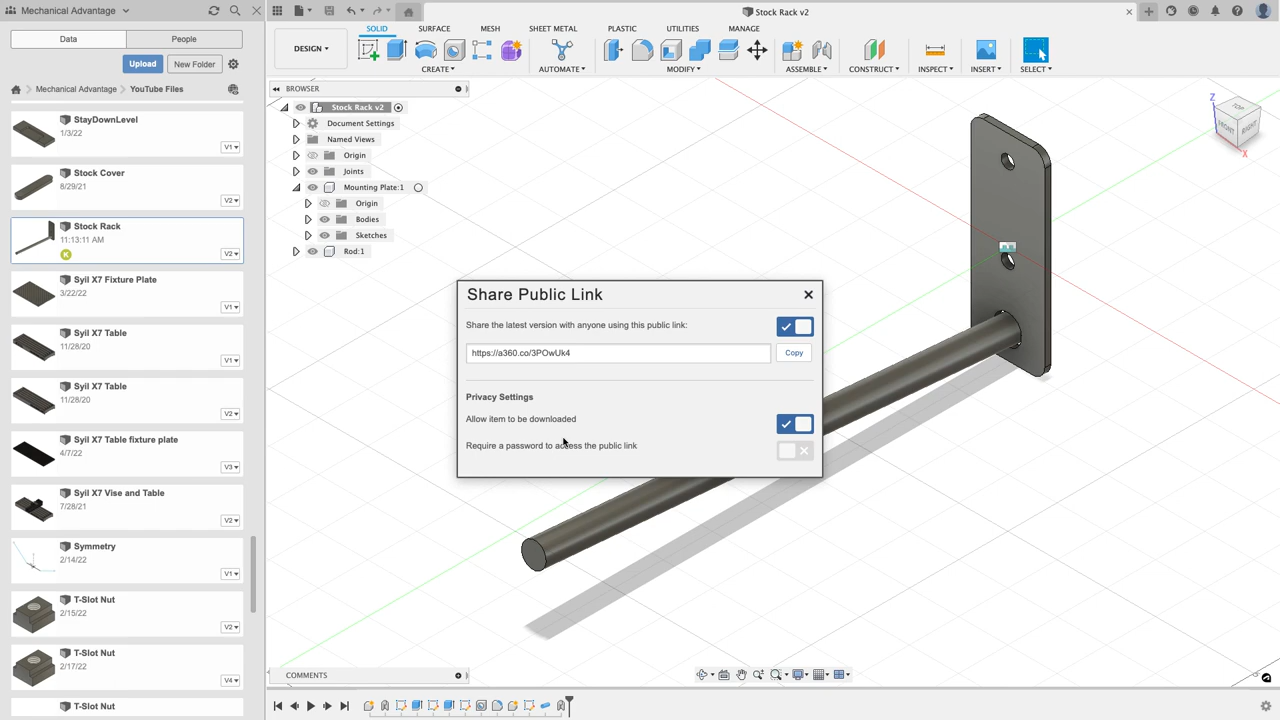 Mechanical Advantage
Stock Rack v2
Data
People
Upload
New Folder
Mechanical Advantage
YouTube Files
StayDownLevel
1/3/22
V1
Stock Cover
8/29/21
V2
Stock Rack
11:13:11 AM
K
V2
Syil X7 Fixture Plate
3/22/22
V1
Syil X7 Table
11/28/20
V1
Syil X7 Table
11/28/20
V2
Syil X7 Table fixture plate
4/7/22
V3
Syil X7 Vise and Table
7/28/21
V2
Symmetry
2/14/22
V1
T-Slot Nut
2/15/22
V2
T-Slot Nut
2/17/22
V4
T-Slot Nut
DESIGN
SOLID
SURFACE
MESH
SHEET METAL
PLASTIC
UTILITIES
MANAGE
CREATE
AUTOMATE
MODIFY
ASSEMBLE
CONSTRUCT
INSPECT
INSERT
SELECT
BROWSER
Stock Rack v2
Document Settings
Named Views
Origin
Joints
Mounting Plate:1
Origin
Bodies
Sketches
Rod:1
Z
TOP
FRONT
RIGHT
X
Share Public Link
Share the latest version with anyone using this public link:
https://a360.co/3POwUk4
Copy
Privacy Settings
Allow item to be downloaded
Require a password to access the public link
COMMENTS